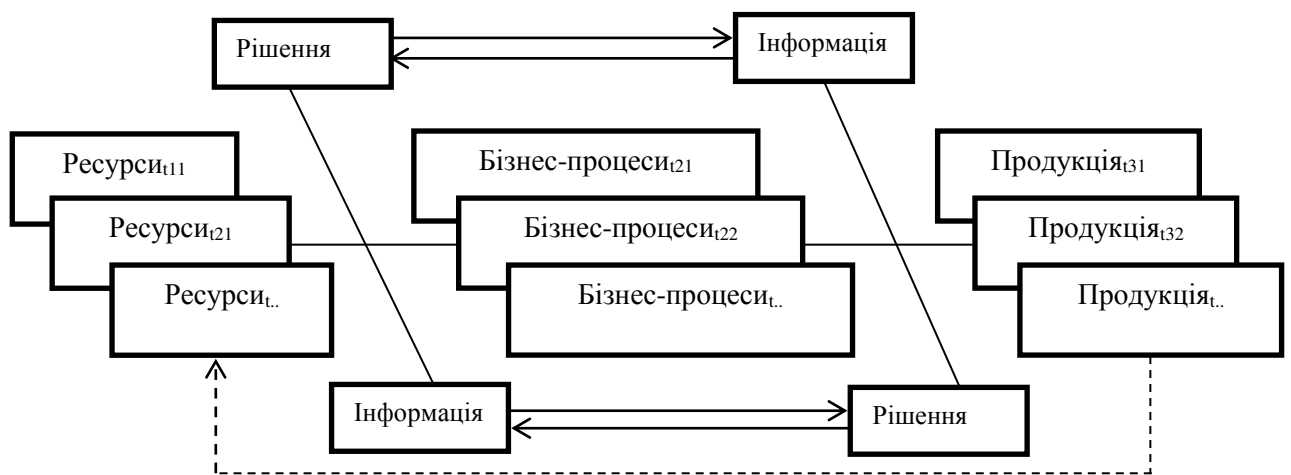 Рішення
Інформація
Ресурсиt11
Бізнес-процесиt21
Продукціяt31
Ресурсиt21
Бізнес-процесиt22
Продукціяt32
Ресурсиt..
Бізнес-процесиt..
Продукціяt..
Інформація
Рішення